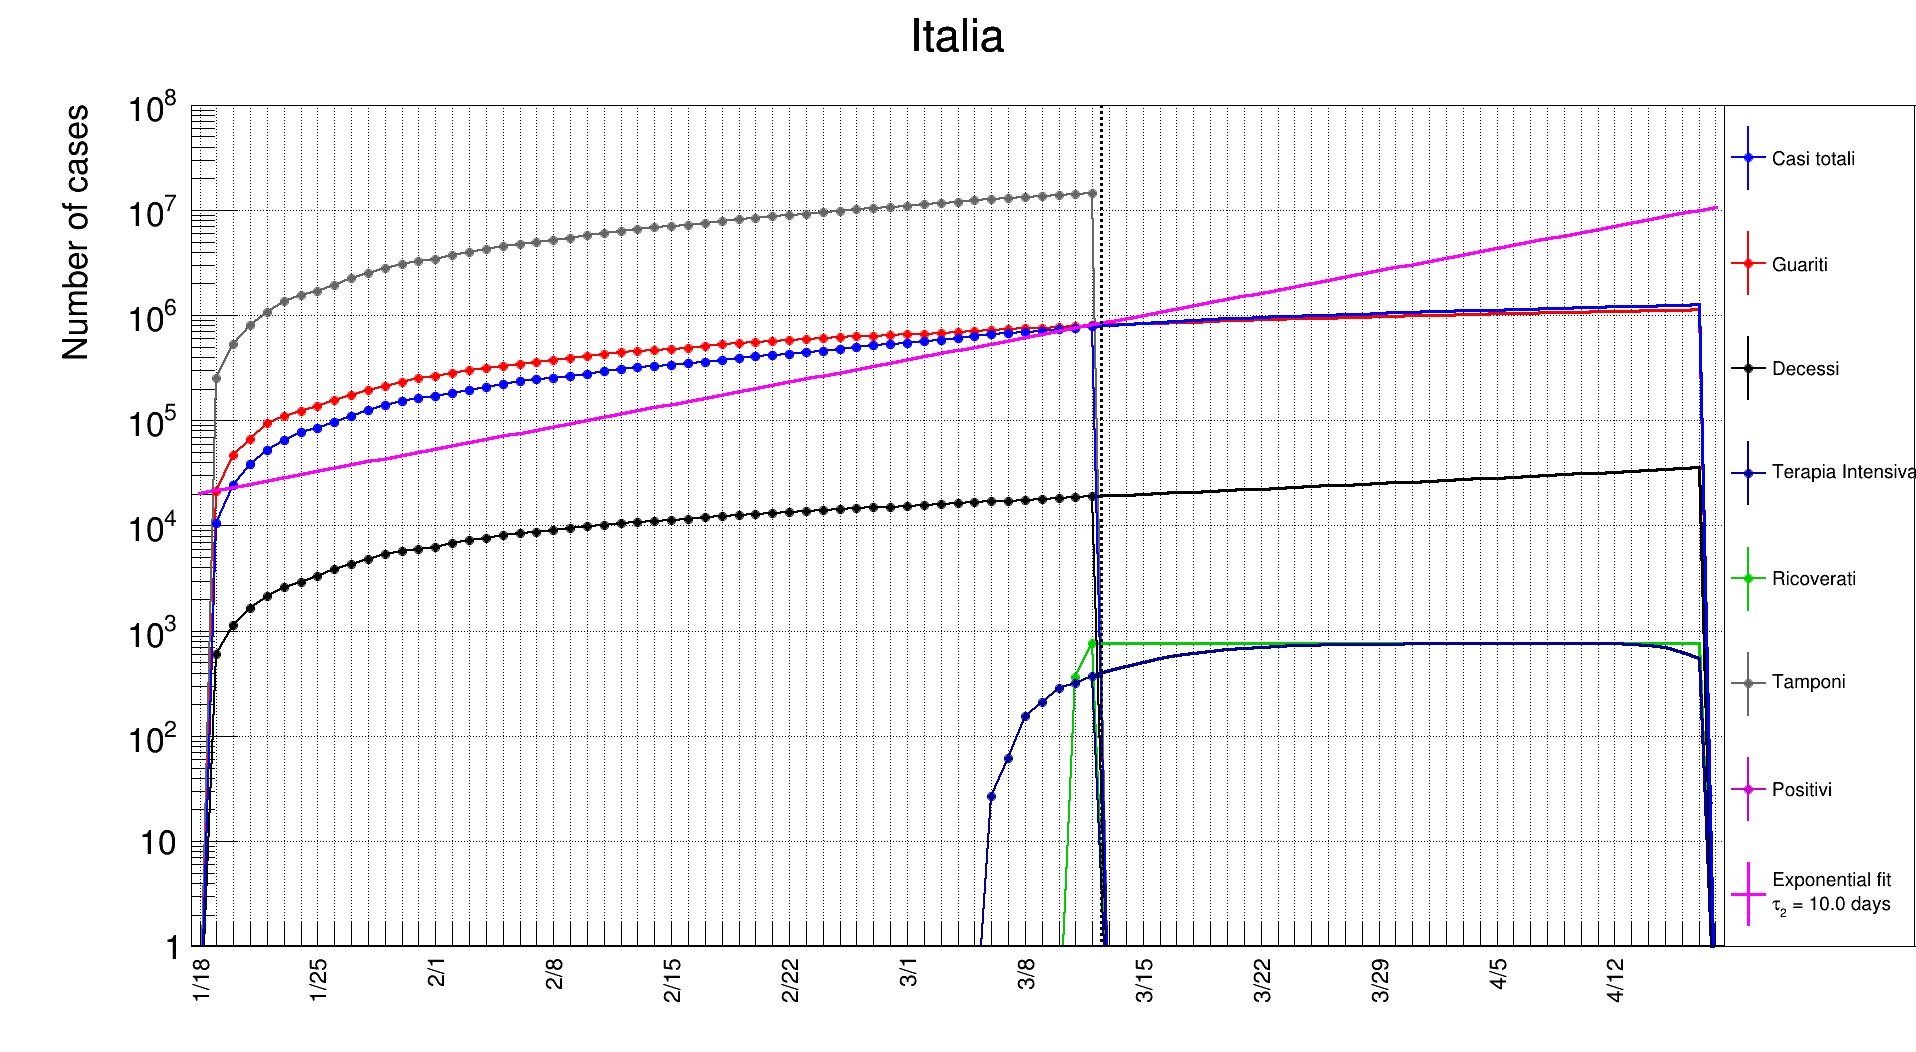 Italia
Number of cases
10^8
10^7
10^6
10^5
10^4
10^3
10^2
10
1
1/18
1/25
2/1
2/8
2/15
2/22
3/1
3/8
3/15
3/22
3/29
4/5
4/12
Casi totali
Guariti
Decessi
Terapia Intensiva
Ricoverati
Tamponi
Positivi
Exponential fit
τ₂ = 10.0 days